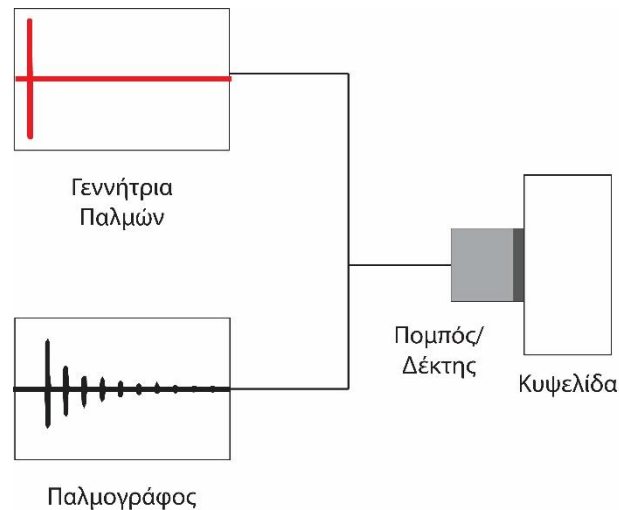 Γεννήτρια
Παλμών
Πομπός/
Δέκτης
Κυψελίδα
Παλμογράφος